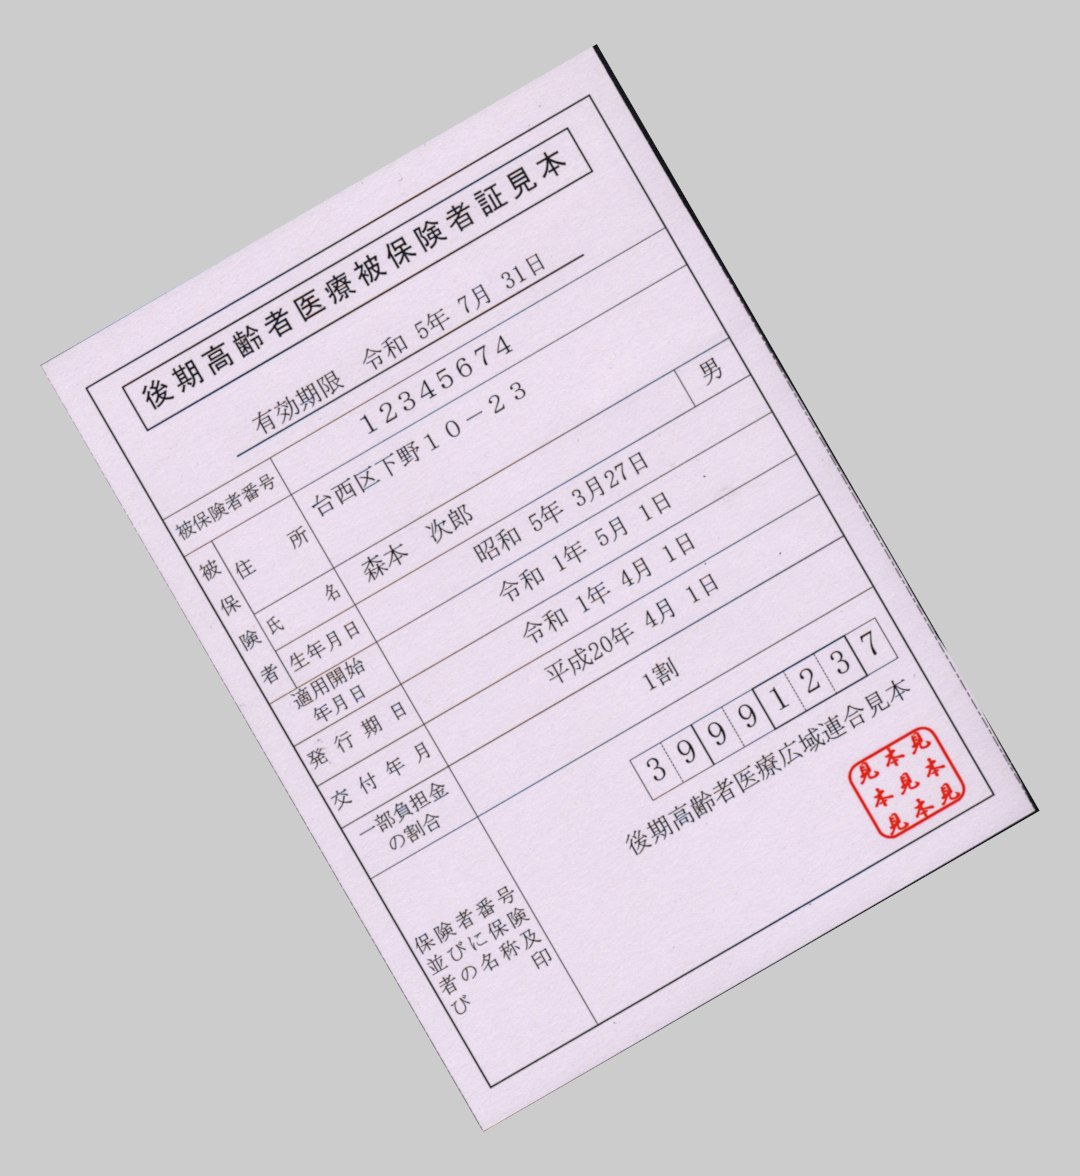 後期高齢者医療被保険者証見本
有効期限 令和 5年 7月 31日
被保険者番号 12345674
被保険者
住所 台西区下野10-23
氏名 森本 次郎 男
生年月日 昭和 5年 3月27日
適用開始
年月日
令和 1年 5月 1日
発行期日 令和 1年 4月 1日
交付年月 平成20年 4月 1日
一部負担金
の割合
1割
保険者番号
並びに保険
者の名称及
び
印
39991237
後期高齢者医療広域連合見本
見本見
本見本
見本見